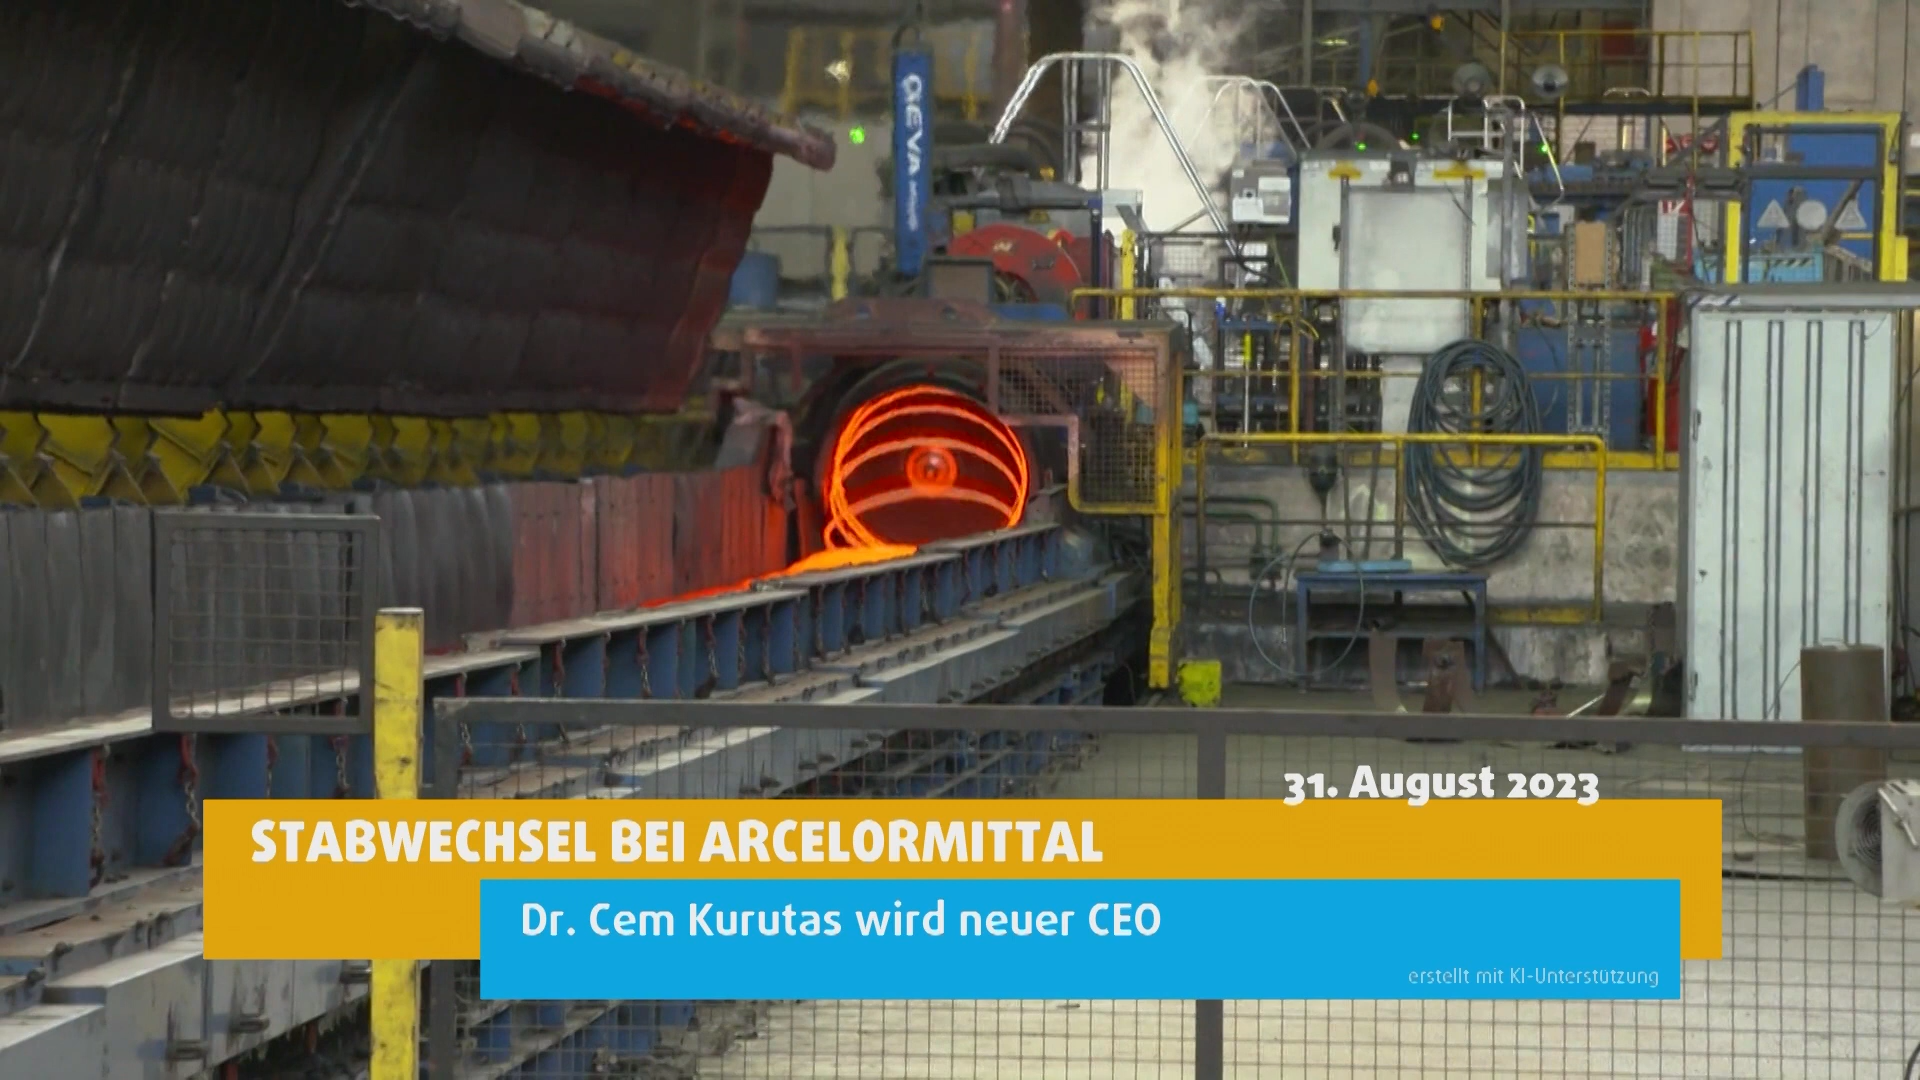 31. August 2023
STABWECHSEL BEI ARCELORMITTAL
Dr. Cem Kurutas wird neuer CEO
erstellt mit KI-Unterstützung